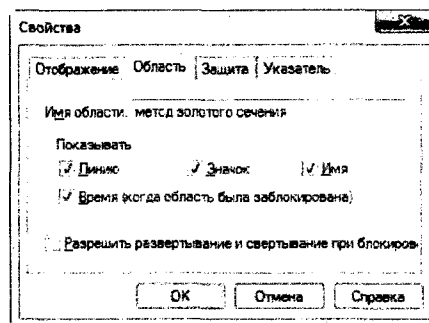 Свойства
Отображение Область Защита Указатель
Имя области: метод золотого сечения
Показывать
Линию Значок Имя
Время (когда область была заблокирована)
Разрешить развертывание и свертывание при блокиров
OK Отмена Справка